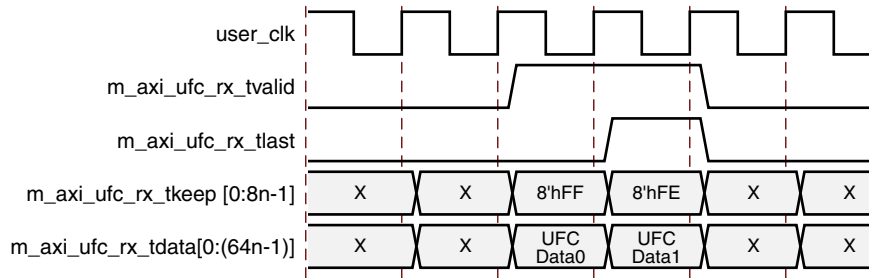 user_clk
m_axi_ufc_rx_tvalid
m_axi_ufc_rx_tlast
m_axi_ufc_rx_tkeep [0:8n-1] X X 8'hFF 8'hFE X X
m_axi_ufc_rx_tdata[0:(64n-1)] X X UFC Data0 UFC Data1 X X